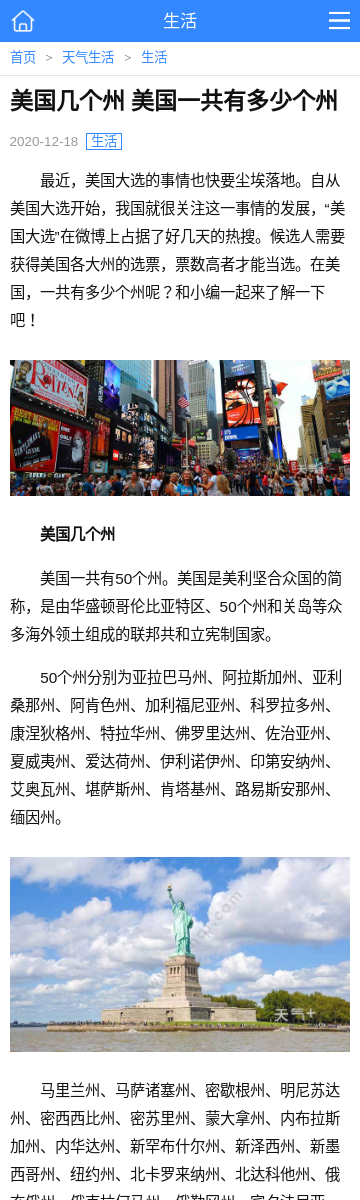 生活
首页 > 天气生活 > 生活
美国几个州 美国一共有多少个州
2020-12-18 生活
最近，美国大选的事情也快要尘埃落地。自从
美国大选开始，我国就很关注这一事情的发展，“美
国大选”在微博上占据了好几天的热搜。候选人需要
获得美国各大州的选票，票数高者才能当选。在美
国，一共有多少个州呢？和小编一起来了解一下
吧！
美国几个州
美国一共有50个州。美国是美利坚合众国的简
称，是由华盛顿哥伦比亚特区、50个州和关岛等众
多海外领土组成的联邦共和立宪制国家。
50个州分别为亚拉巴马州、阿拉斯加州、亚利
桑那州、阿肯色州、加利福尼亚州、科罗拉多州、
康涅狄格州、特拉华州、佛罗里达州、佐治亚州、
夏威夷州、爱达荷州、伊利诺伊州、印第安纳州、
艾奥瓦州、堪萨斯州、肯塔基州、路易斯安那州、
缅因州。
天气+
马里兰州、马萨诸塞州、密歇根州、明尼苏达
州、密西西比州、密苏里州、蒙大拿州、内布拉斯
加州、内华达州、新罕布什尔州、新泽西州、新墨
西哥州、纽约州、北卡罗来纳州、北达科他州、俄